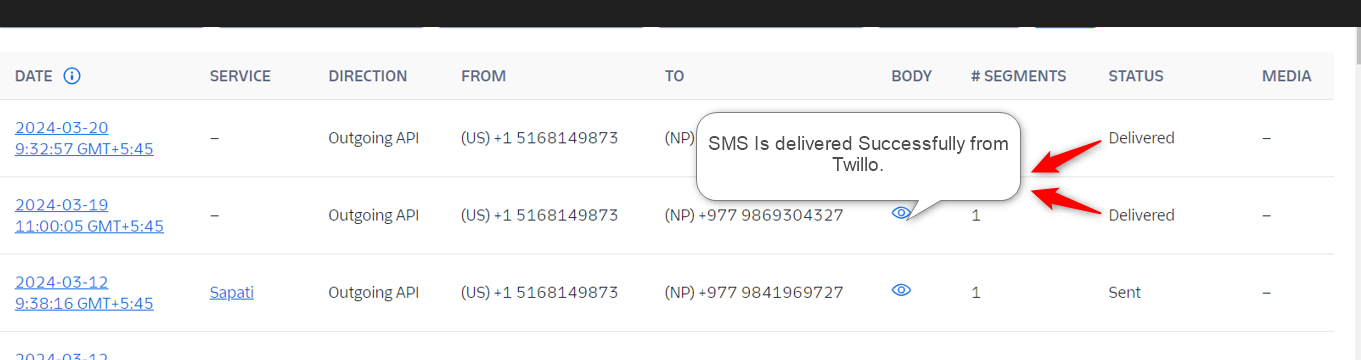 DATE SERVICE DIRECTION FROM TO BODY # SEGMENTS STATUS MEDIA
2024-03-20
9:32:57 GMT+5:45 – Outgoing API (US) +1 5168149873 (NP) Delivered –
SMS Is delivered Successfully from
Twillo.
2024-03-19
11:00:05 GMT+5:45 – Outgoing API (US) +1 5168149873 (NP) +977 9869304327 1 Delivered –
2024-03-12
9:38:16 GMT+5:45 Sapati Outgoing API (US) +1 5168149873 (NP) +977 9841969727 1 Sent –
2024-03-12